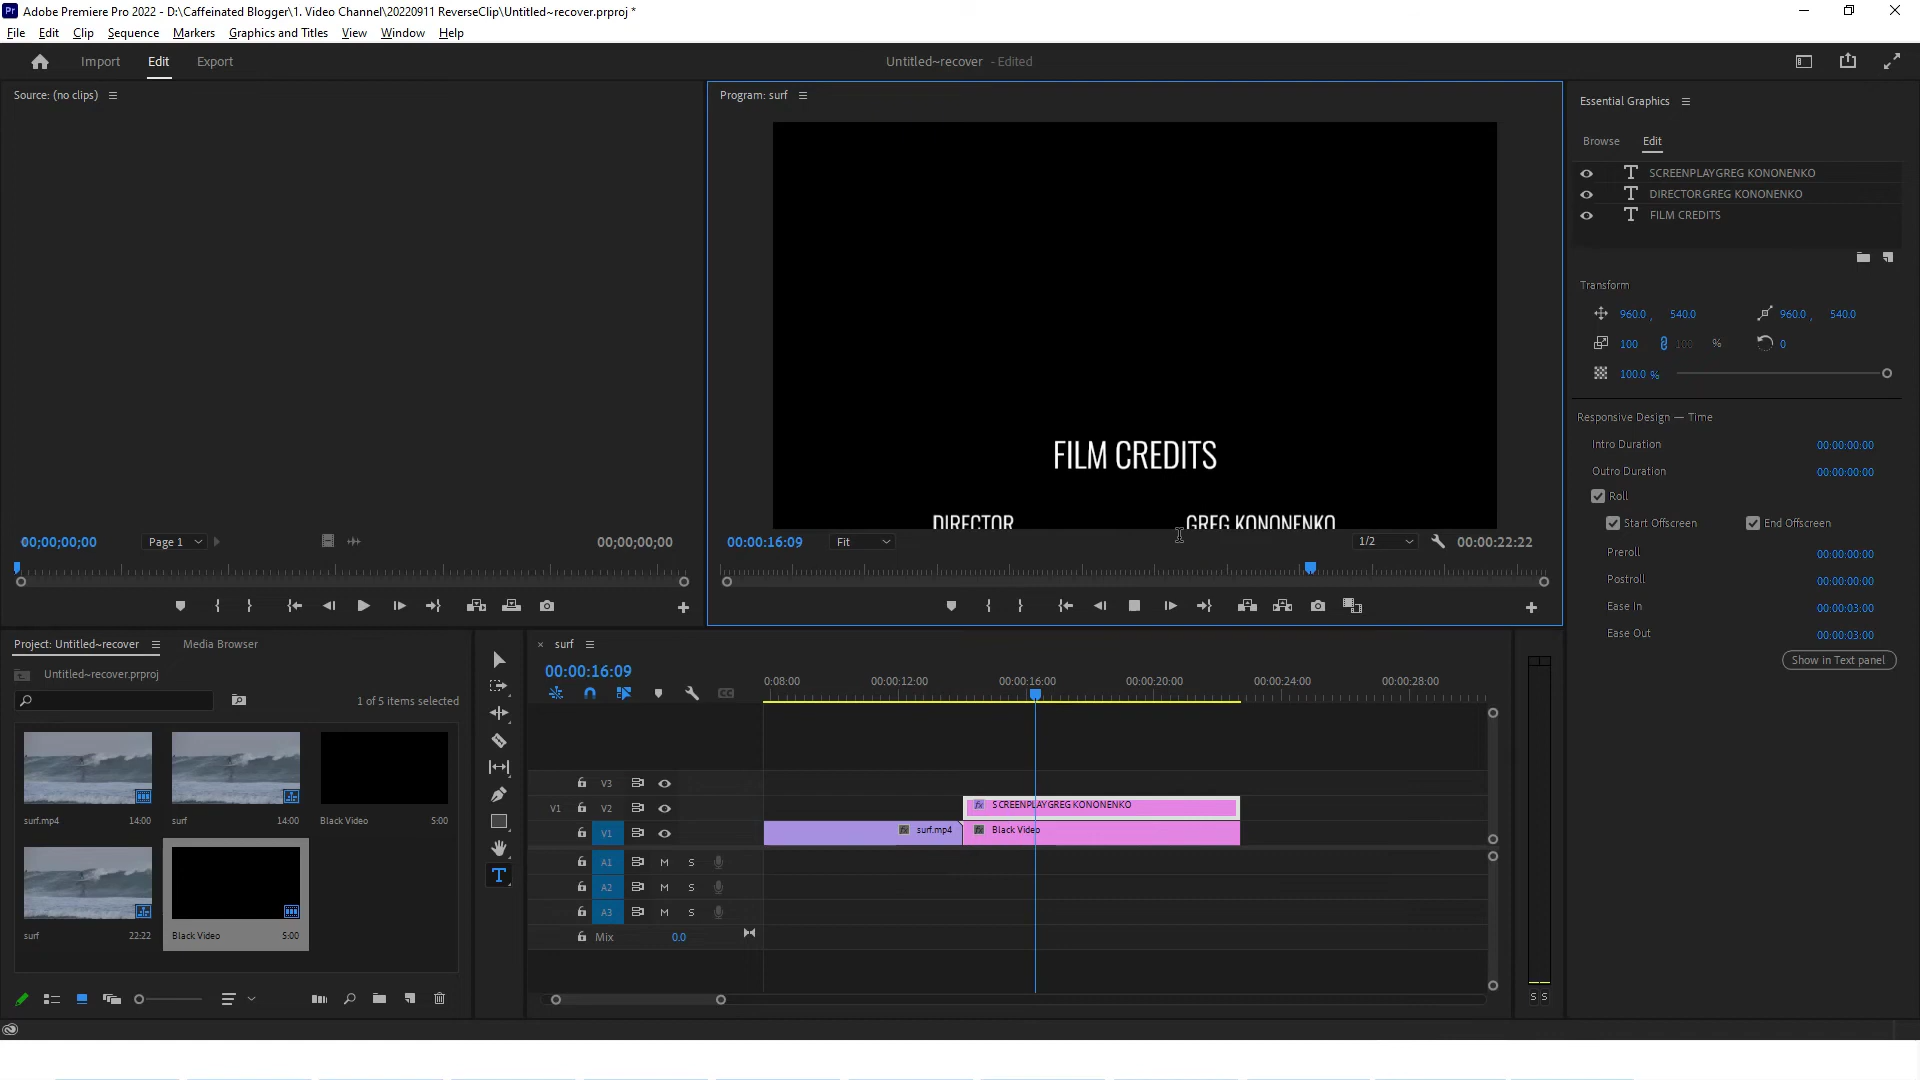 Adobe Premiere Pro 2022 - D:\Caffeinated Blogger\1. Video Channel\20220911 ReverseClip\Untitled~recover.prproj *
File Edit Clip Sequence Markers Graphics and Titles View Window Help
Import Edit Export
Untitled~recover - Edited
Source: (no clips)
Program: surf
Essential Graphics
Browse Edit
SCREENPLAYGREG KONONENKO
DIRECTORGREG KONONENKO
FILM CREDITS
Transform
960.0 , 540.0 960.0 , 540.0
100 100 % 0
100.0 %
Responsive Design — Time
Intro Duration 00:00:00:00
Outro Duration 00:00:00:00
Roll
Start Offscreen End Offscreen
Preroll 00:00:00:00
Postroll 00:00:00:00
Ease In 00:00:03:00
Ease Out 00:00:03:00
Show in Text panel
FILM CREDITS
DIRECTOR GREG KONONENKO
00;00;00;00 Page 1 00;00;00;00
00:00:16:09 Fit 1/2 00:00:22:22
Project: Untitled~recover Media Browser
Untitled~recover.prproj
1 of 5 items selected
surf.mp4 14:00 surf 14:00 Black Video 5:00
surf 22:22 Black Video 5:00
× surf
00:00:16:09
0:08:00 00:00:12:00 00:00:16:00 00:00:20:00 00:00:24:00 00:00:28:00
V3
V1 V2 SCREENPLAYGREG KONONENKO
V1 surf.mp4 Black Video
A1 M S
A2 M S
A3 M S
Mix 0.0
S S